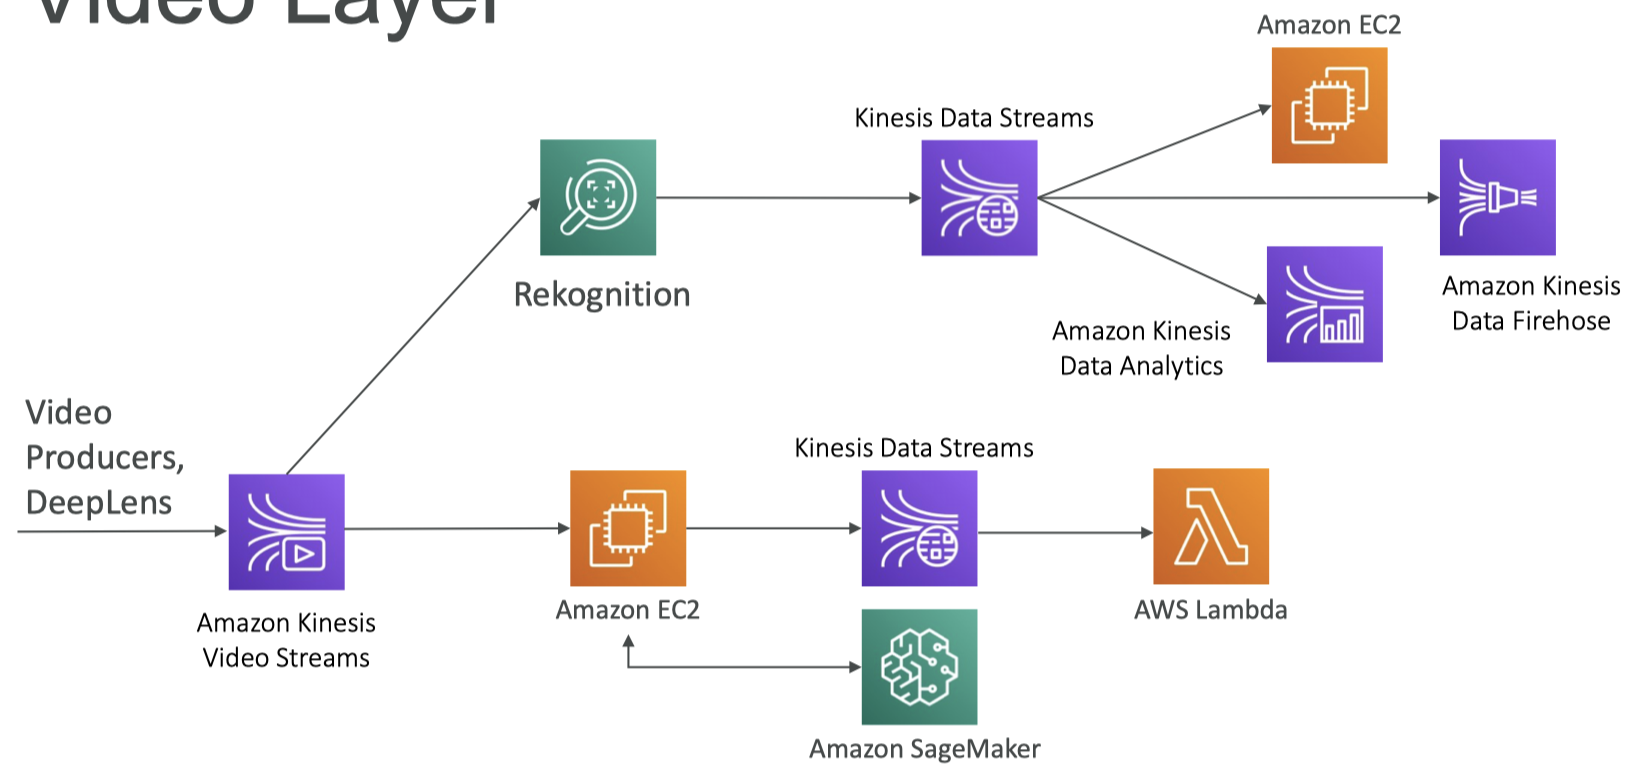 Video Layer
Amazon EC2
Kinesis Data Streams
Rekognition
Amazon Kinesis
Data Firehose
Amazon Kinesis
Data Analytics
Video
Producers,
DeepLens
Kinesis Data Streams
Amazon EC2
AWS Lambda
Amazon Kinesis
Video Streams
Amazon SageMaker